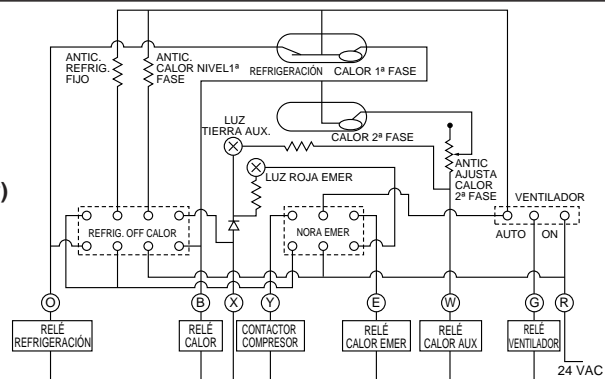 ANTIC.
REFRIG.
FIJO
ANTIC.
CALOR NIVEL1ª
FASE
REFRIGERACIÓN
CALOR 1ª FASE
LUZ
TIERRA AUX.
CALOR 2ª FASE
LUZ ROJA EMER
ANTIC
AJUSTA
CALOR
2ª FASE
)
VENTILADOR
REFRIG. OFF CALOR
NORA EMER
AUTO ON
O B X Y E W G R
RELÉ
REFRIGERACIÓN
RELÉ
CALOR
CONTACTOR
COMPRESOR
RELÉ
CALOR EMER
RELÉ
CALOR AUX
RELÉ
VENTILADOR
24 VAC